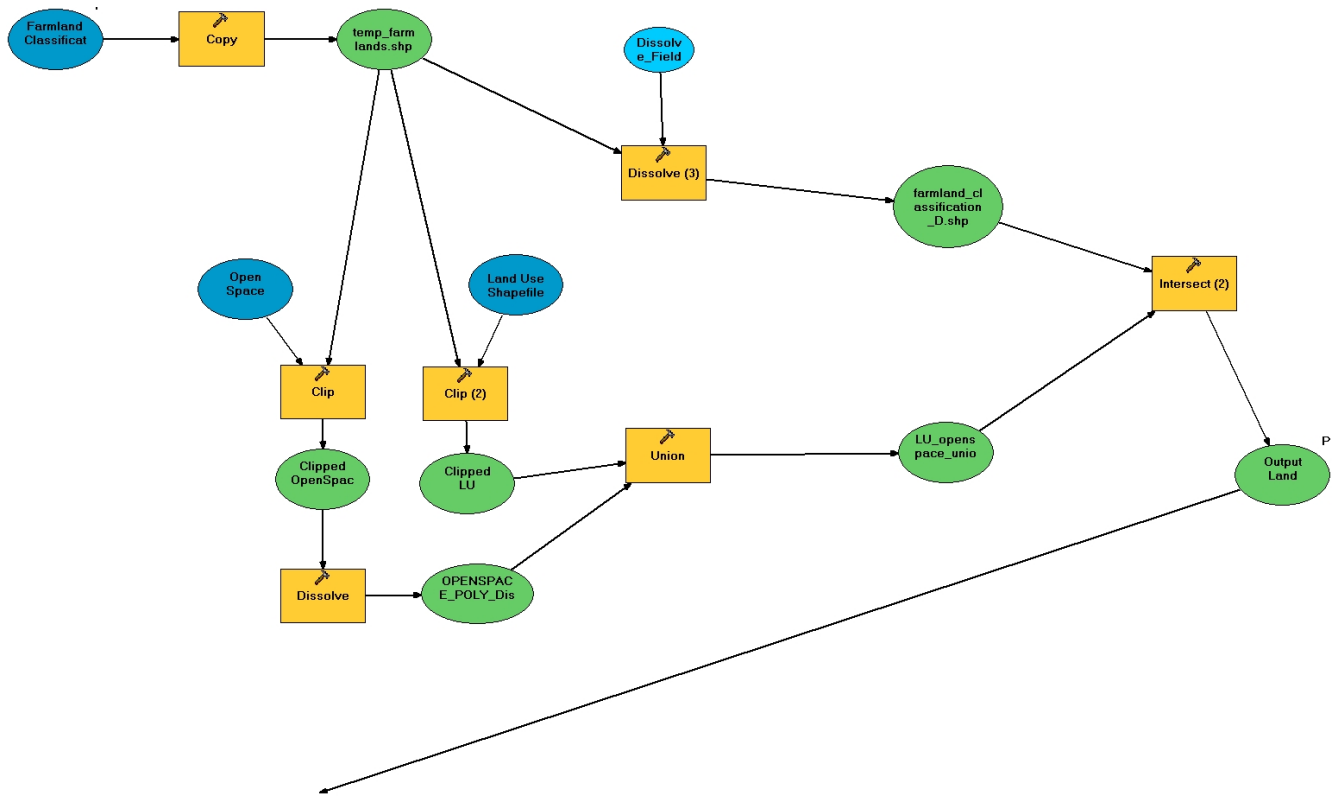 Farmland
Classificat
Copy
temp_farm
lands.shp
Dissolv
e_Field
Dissolve (3)
farmland_cl
assification
_D.shp
Open
Space
Land Use
Shapefile
Intersect (2)
Clip
Clip (2)
Union
LU_opens
pace_unio
P
Clipped
OpenSpac
Clipped
LU
Output
Land
Dissolve
OPENSPAC
E_POLY_Dis